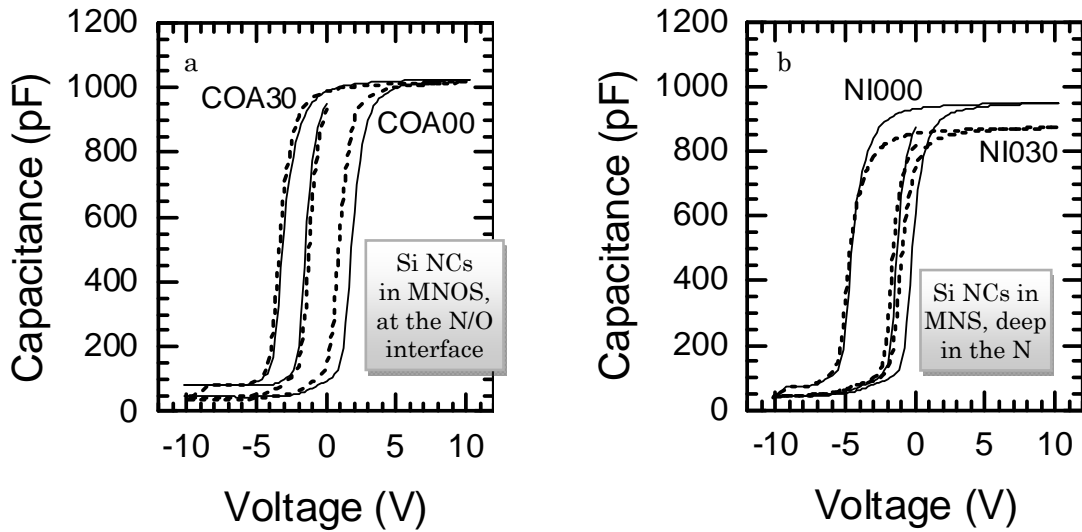 a
COA30
COA00
Si NCs
in MNOS,
at the N/O
interface
1200
1000
800
600
400
200
0
-10 -5 0 5 10
Capacitance (pF)
Voltage (V)
b
NI000
NI030
Si NCs in
MNS, deep
in the N
1200
1000
800
600
400
200
0
-10 -5 0 5 10
Capacitance (pF)
Voltage (V)